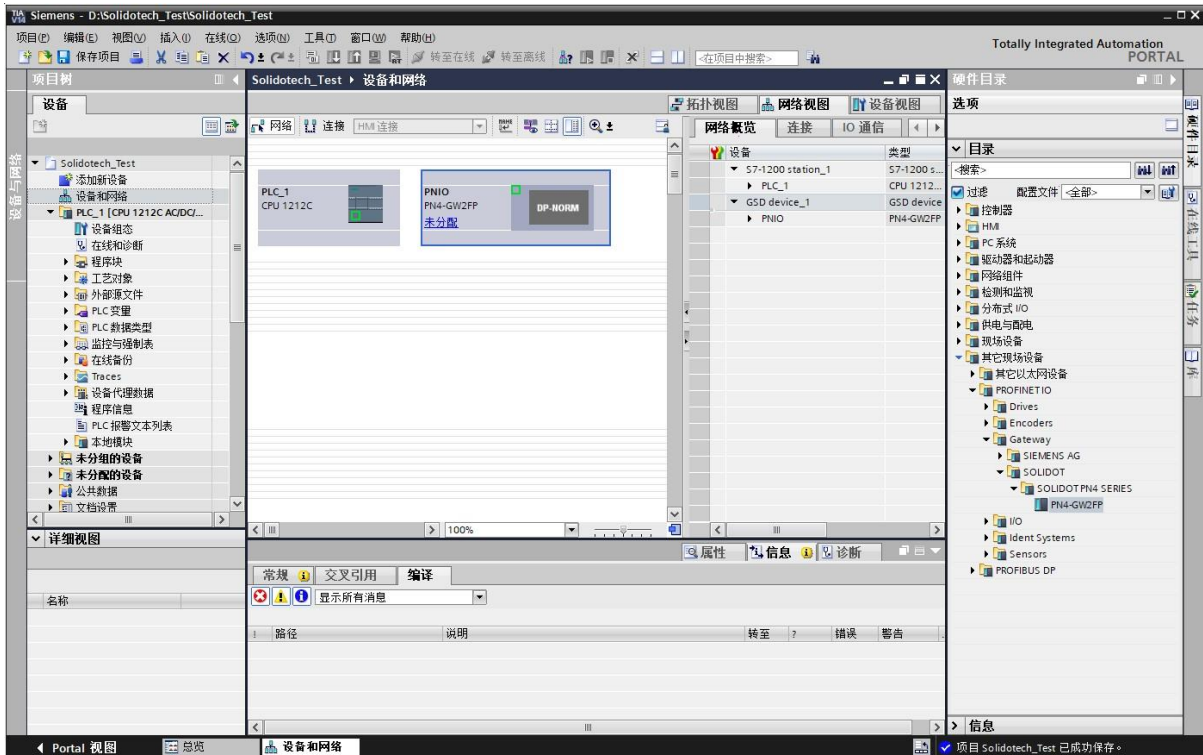 TIA V14 Siemens - D:\Solidotech_Test\Solidotech_Test
项目(P) 编辑(E) 视图(V) 插入(I) 在线(O) 选项(N) 工具(T) 窗口(W) 帮助(H)
Totally Integrated Automation
PORTAL
保存项目 转至在线 转至离线 <在项目中搜索>
项目树
设备
设备与网络
Solidotech_Test
添加新设备
设备和网络
PLC_1 [CPU 1212C AC/DC/...
设备组态
在线和诊断
程序块
工艺对象
外部源文件
PLC 变量
PLC 数据类型
监控与强制表
在线备份
Traces
设备代理数据
程序信息
PLC 报警文本列表
本地模块
未分组的设备
未分配的设备
公共数据
文档设置
详细视图
名称
Solidotech_Test 设备和网络
拓扑视图 网络视图 设备视图
网络 连接 HMI 连接
PLC_1
CPU 1212C
PNIO
PN4-GW2FP
未分配
DP-NORM
100%
网络概览 连接 IO 通信
设备 类型
S7-1200 station_1 S7-1200 s...
PLC_1 CPU 1212...
GSD device_1 GSD device
PNIO PN4-GW2FP
属性 信息 诊断
常规 交叉引用 编译
显示所有消息
! 路径 说明 转至 ? 错误 警告
硬件目录
选项
目录
<搜索>
过滤 配置文件 <全部>
控制器
HMI
PC 系统
驱动器和起动器
网络组件
检测和监视
分布式 I/O
供电与配电
现场设备
其它现场设备
其它以太网设备
PROFINET IO
Drives
Encoders
Gateway
SIEMENS AG
SOLIDOT
SOLIDOT PN4 SERIES
PN4-GW2FP
I/O
Ident Systems
Sensors
PROFIBUS DP
信息
硬件目录
在线工具
任务
库
Portal 视图 总览 设备和网络
项目 Solidotech_Test 已成功保存。